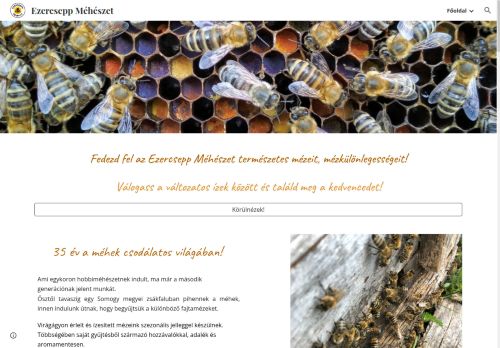 Ezercsepp Méhészet
Főoldal
Fedezd fel az Ezercsepp Méhészet természetes mézeit, mézkülönlegességeit!
Válogass a változatos ízek között és találd meg a kedvencedet!
Körülnézek!
35 év a méhek csodálatos világában!
Ami egykoron hobbiméhészetnek indult, ma már a második
generációnak jelent munkát.
Ősztől tavaszig egy Somogy megyei zsákfaluban pihennek a méhek,
innen indulunk útnak, hogy begyűjtsük a különböző fajtamézeket.
Virágágyon érlelt és ízesített mézeink szezonális jelleggel készülnek.
Többségében saját gyűjtésből származó hozzávalókkal, adalék és
aromamentesen.